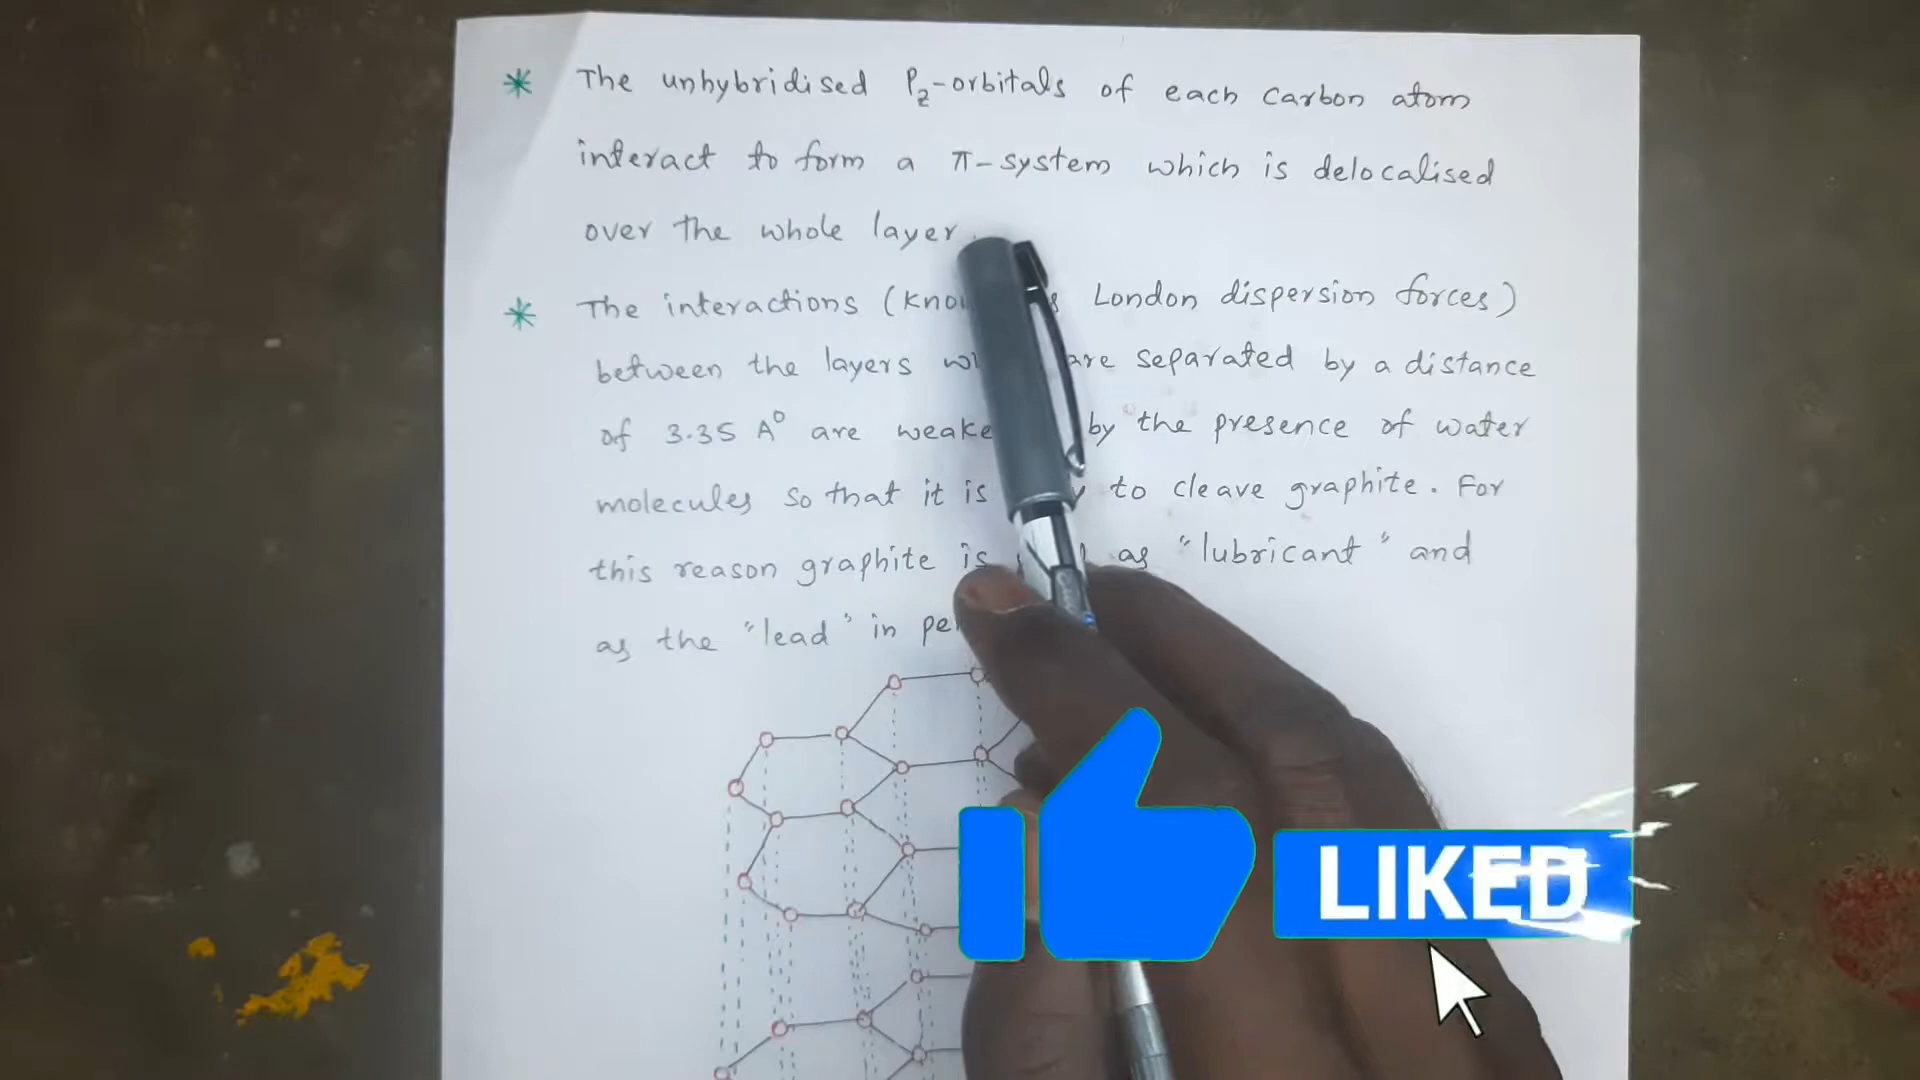 * The unhybridised Pz-orbitals of each carbon atom
interact to form a π-system which is delocalised
over the whole layer.
* The interactions (kno London dispersion forces)
between the layers are separated by a distance
of 3.35 A° are weake by the presence of water
molecules so that it is to cleave graphite. For
this reason graphite is as "lubricant" and
as the "lead" in pe
LIKED